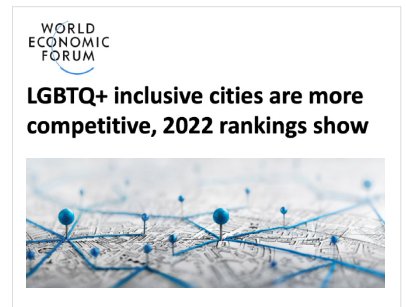 WORLD
ECONOMIC
FORUM
LGBTQ+ inclusive cities are more
competitive, 2022 rankings show